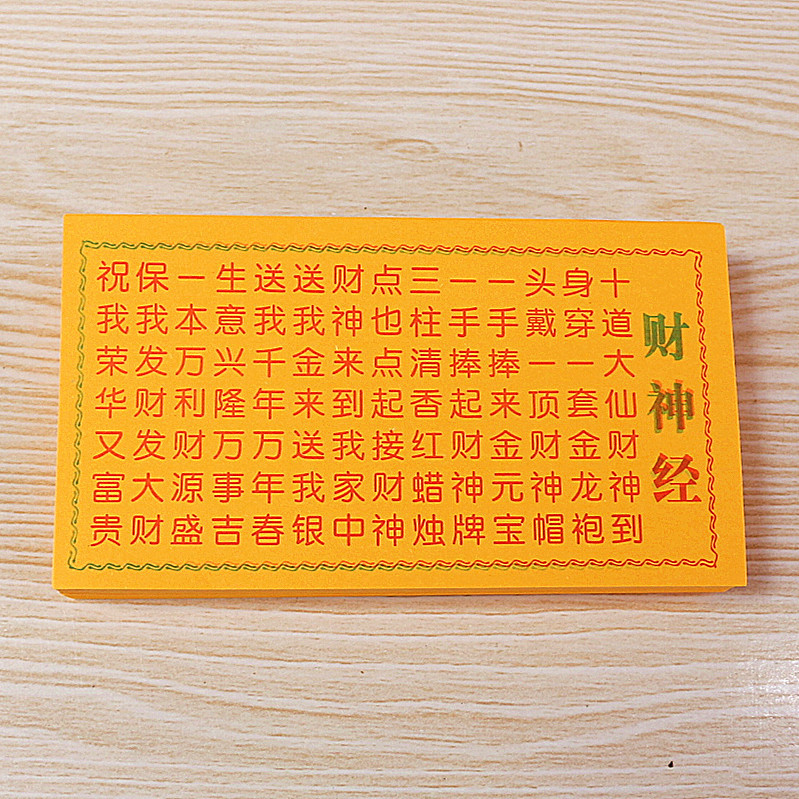 财神经
十道大仙财神到
身穿一套金龙袍
头戴一顶财神帽
一手捧来金元宝
一手捧起财神牌
三柱清香红蜡烛
点也点起接财神
财神来到我家中
送我金来送我银
送我千年万年春
生意兴隆万事吉
一本万利财源盛
保我发财发大财
祝我荣华又富贵